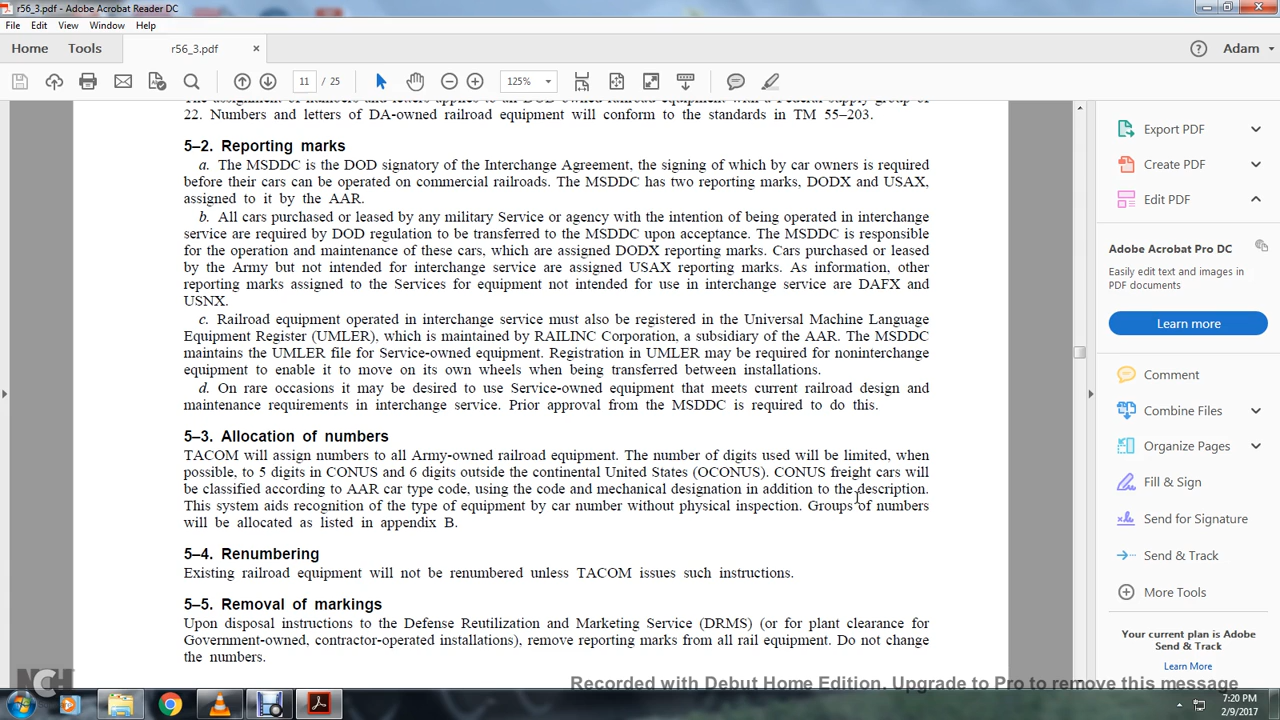 r56_3.pdf - Adobe Acrobat Reader DC
File Edit View Window Help
Home Tools r56_3.pdf × Adam
11 / 25 125%
The assignment of numbers and letters applies to all DOD-owned railroad equipment with a Federal supply group of
22. Numbers and letters of DA-owned railroad equipment will conform to the standards in TM 55–203.
5–2. Reporting marks
a. The MSDDC is the DOD signatory of the Interchange Agreement, the signing of which by car owners is required
before their cars can be operated on commercial railroads. The MSDDC has two reporting marks, DODX and USAX,
assigned to it by the AAR.
b. All cars purchased or leased by any military Service or agency with the intention of being operated in interchange
service are required by DOD regulation to be transferred to the MSDDC upon acceptance. The MSDDC is responsible
for the operation and maintenance of these cars, which are assigned DODX reporting marks. Cars purchased or leased
by the Army but not intended for interchange service are assigned USAX reporting marks. As information, other
reporting marks assigned to the Services for equipment not intended for use in interchange service are DAFX and
USNX.
c. Railroad equipment operated in interchange service must also be registered in the Universal Machine Language
Equipment Register (UMLER), which is maintained by RAILINC Corporation, a subsidiary of the AAR. The MSDDC
maintains the UMLER file for Service-owned equipment. Registration in UMLER may be required for noninterchange
equipment to enable it to move on its own wheels when being transferred between installations.
d. On rare occasions it may be desired to use Service-owned equipment that meets current railroad design and
maintenance requirements in interchange service. Prior approval from the MSDDC is required to do this.
5–3. Allocation of numbers
TACOM will assign numbers to all Army-owned railroad equipment. The number of digits used will be limited, when
possible, to 5 digits in CONUS and 6 digits outside the continental United States (OCONUS). CONUS freight cars will
be classified according to AAR car type code, using the code and mechanical designation in addition to the description.
This system aids recognition of the type of equipment by car number without physical inspection. Groups of numbers
will be allocated as listed in appendix B.
5–4. Renumbering
Existing railroad equipment will not be renumbered unless TACOM issues such instructions.
5–5. Removal of markings
Upon disposal instructions to the Defense Reutilization and Marketing Service (DRMS) (or for plant clearance for
Government-owned, contractor-operated installations), remove reporting marks from all rail equipment. Do not change
the numbers.
Export PDF
Create PDF
Edit PDF
Adobe Acrobat Pro DC
Easily edit text and images in
PDF documents
Learn more
Comment
Combine Files
Organize Pages
Fill & Sign
Send for Signature
Send & Track
More Tools
Your current plan is Adobe
Send & Track
Learn More
NCH
Recorded with Debut Home Edition. Upgrade to Pro to remove this message
7:20 PM
2/9/2017